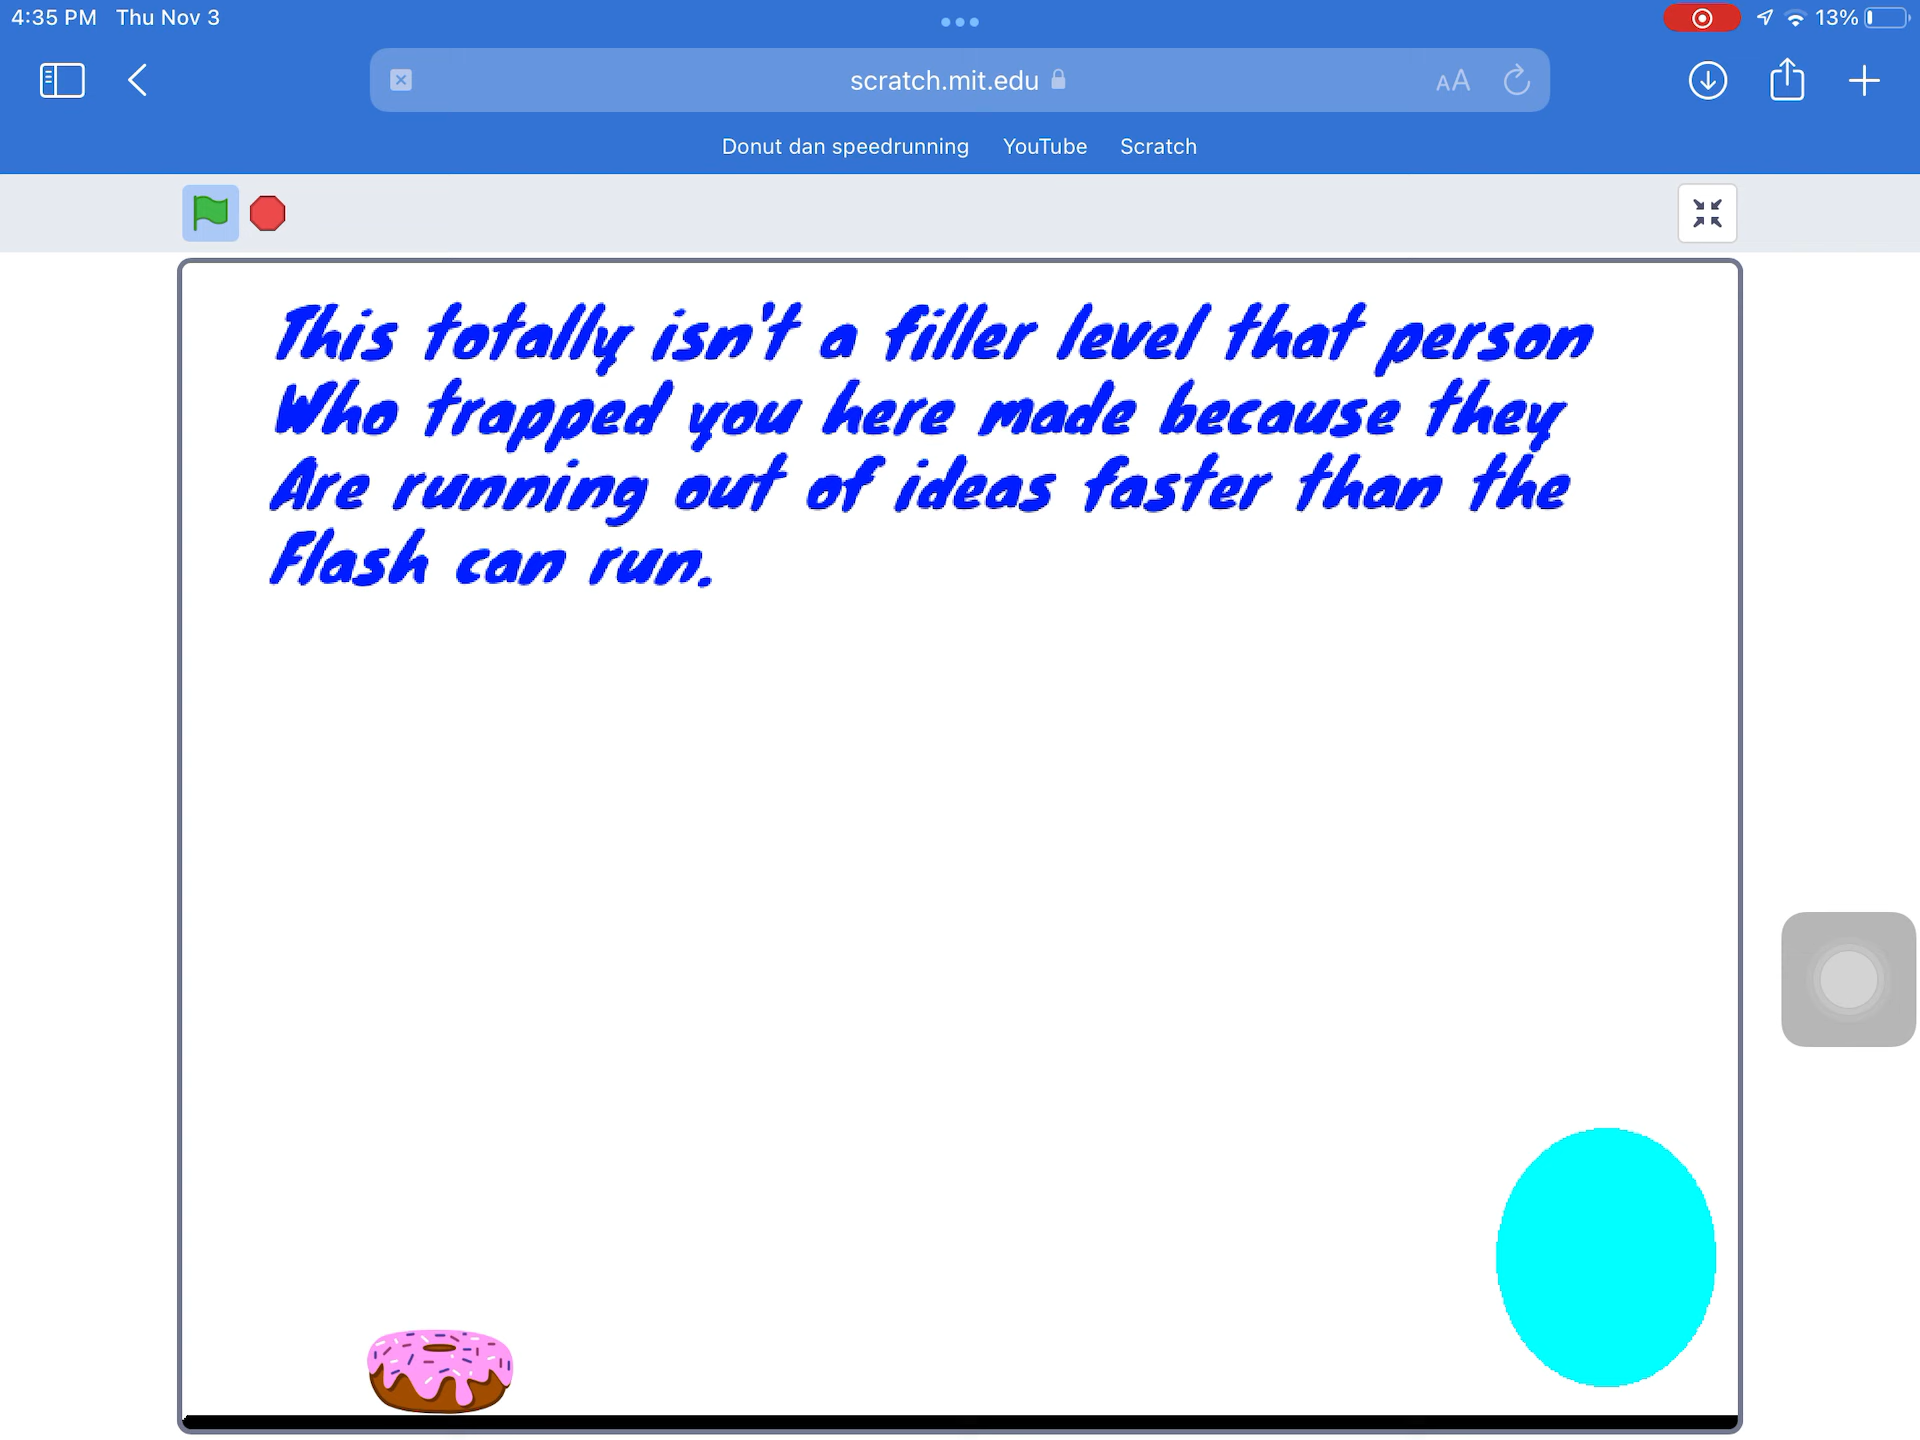 4:35 PM Thu Nov 3
13%
scratch.mit.edu
AA
Donut dan speedrunning YouTube Scratch
This totally isn't a filler level that person
Who trapped you here made because they
Are running out of ideas faster than the
Flash can run.